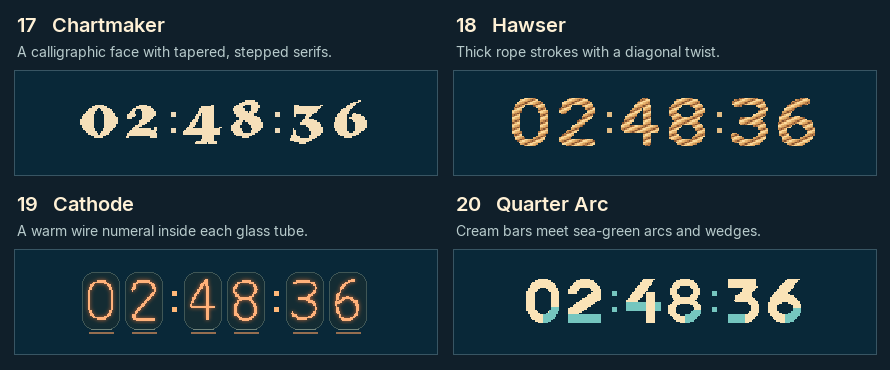 17 Chartmaker
A calligraphic face with tapered, stepped serifs.
02:48:36
18 Hawser
Thick rope strokes with a diagonal twist.
02:48:36
19 Cathode
A warm wire numeral inside each glass tube.
02:48:36
20 Quarter Arc
Cream bars meet sea-green arcs and wedges.
02:48:36